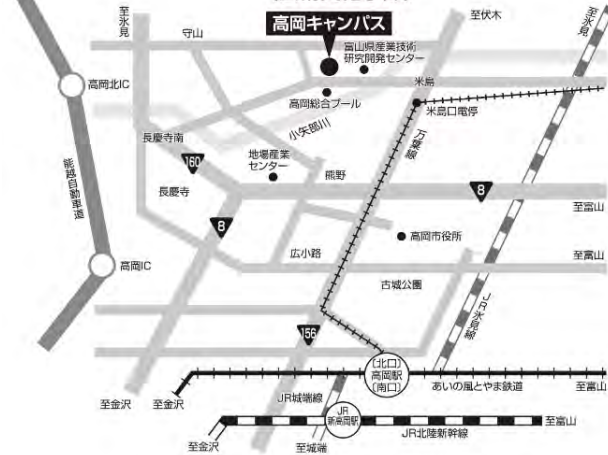 至氷見
守山
高岡キャンパス
富山県産業技術
研究開発センター
至伏木
至氷見
高岡北IC
米島
高岡総合プール
米島口電停
小矢部川
長慶寺南
万葉線
160
地場産業
センター
能越自動車道
長慶寺
熊野
8
至富山
8
高岡市役所
広小路
至富山
高岡IC
古城公園
JR氷見線
156
〔北口〕
高岡駅
〔南口〕
あいの風とやま鉄道
至富山
至金沢
至金沢
JR城端線
JR
新高岡駅
至富山
JR北陸新幹線
至金沢
至城端